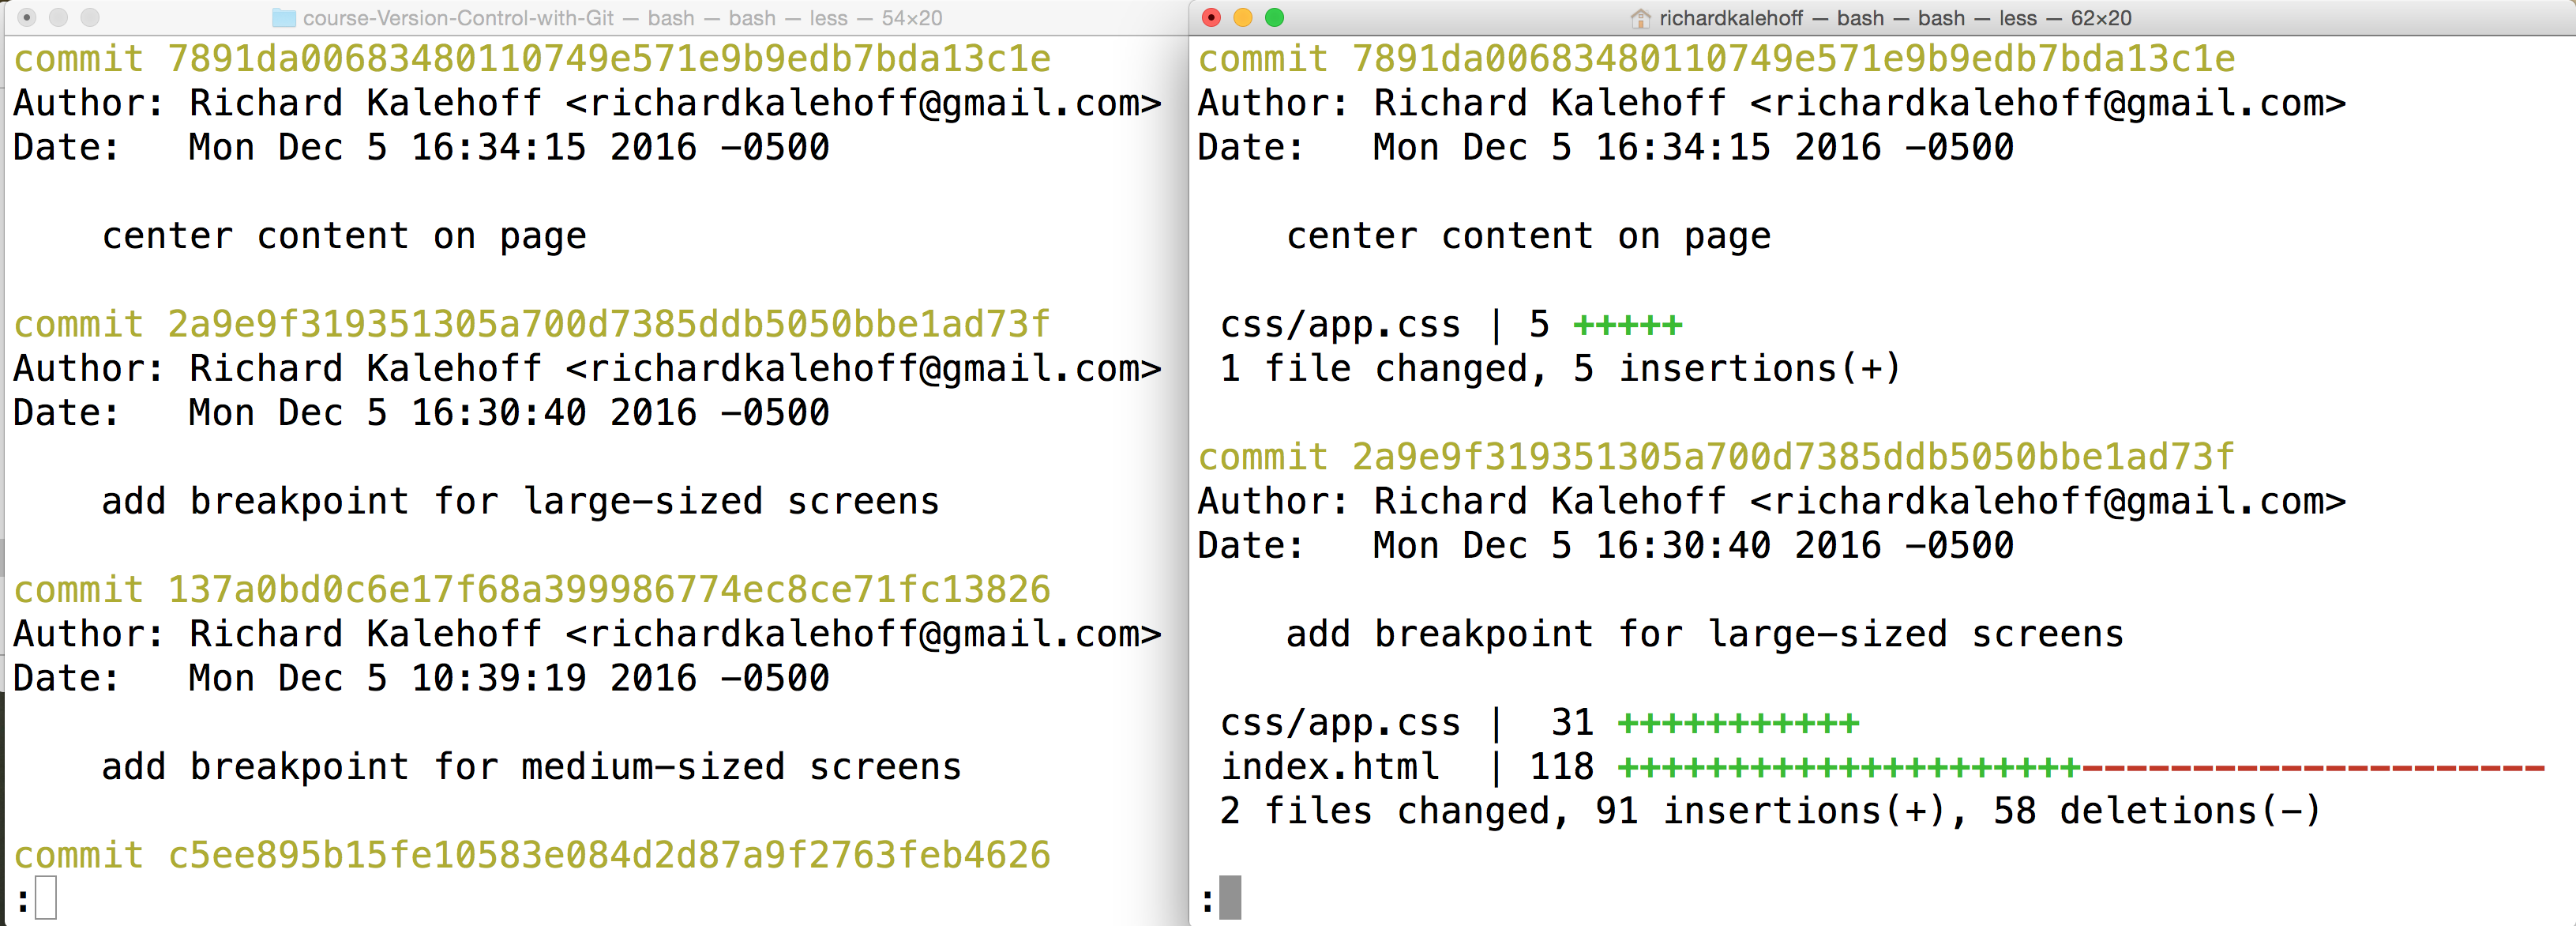 course-Version-Control-with-Git — bash — bash — less — 54×20
commit 7891da00683480110749e571e9b9edb7bda13c1e
Author: Richard Kalehoff <richardkalehoff@gmail.com>
Date:   Mon Dec 5 16:34:15 2016 -0500
center content on page
commit 2a9e9f319351305a700d7385ddb5050bbe1ad73f
Author: Richard Kalehoff <richardkalehoff@gmail.com>
Date:   Mon Dec 5 16:30:40 2016 -0500
add breakpoint for large-sized screens
commit 137a0bd0c6e17f68a399986774ec8ce71fc13826
Author: Richard Kalehoff <richardkalehoff@gmail.com>
Date:   Mon Dec 5 10:39:19 2016 -0500
add breakpoint for medium-sized screens
commit c5ee895b15fe10583e084d2d87a9f2763feb4626
:
richardkalehoff — bash — bash — less — 62×20
commit 7891da00683480110749e571e9b9edb7bda13c1e
Author: Richard Kalehoff <richardkalehoff@gmail.com>
Date:   Mon Dec 5 16:34:15 2016 -0500
center content on page
css/app.css | 5 +++++
1 file changed, 5 insertions(+)
commit 2a9e9f319351305a700d7385ddb5050bbe1ad73f
Author: Richard Kalehoff <richardkalehoff@gmail.com>
Date:   Mon Dec 5 16:30:40 2016 -0500
add breakpoint for large-sized screens
css/app.css |  31 +++++++++++
index.html  | 118 +++++++++++++++++++++---------------------
2 files changed, 91 insertions(+), 58 deletions(-)
: